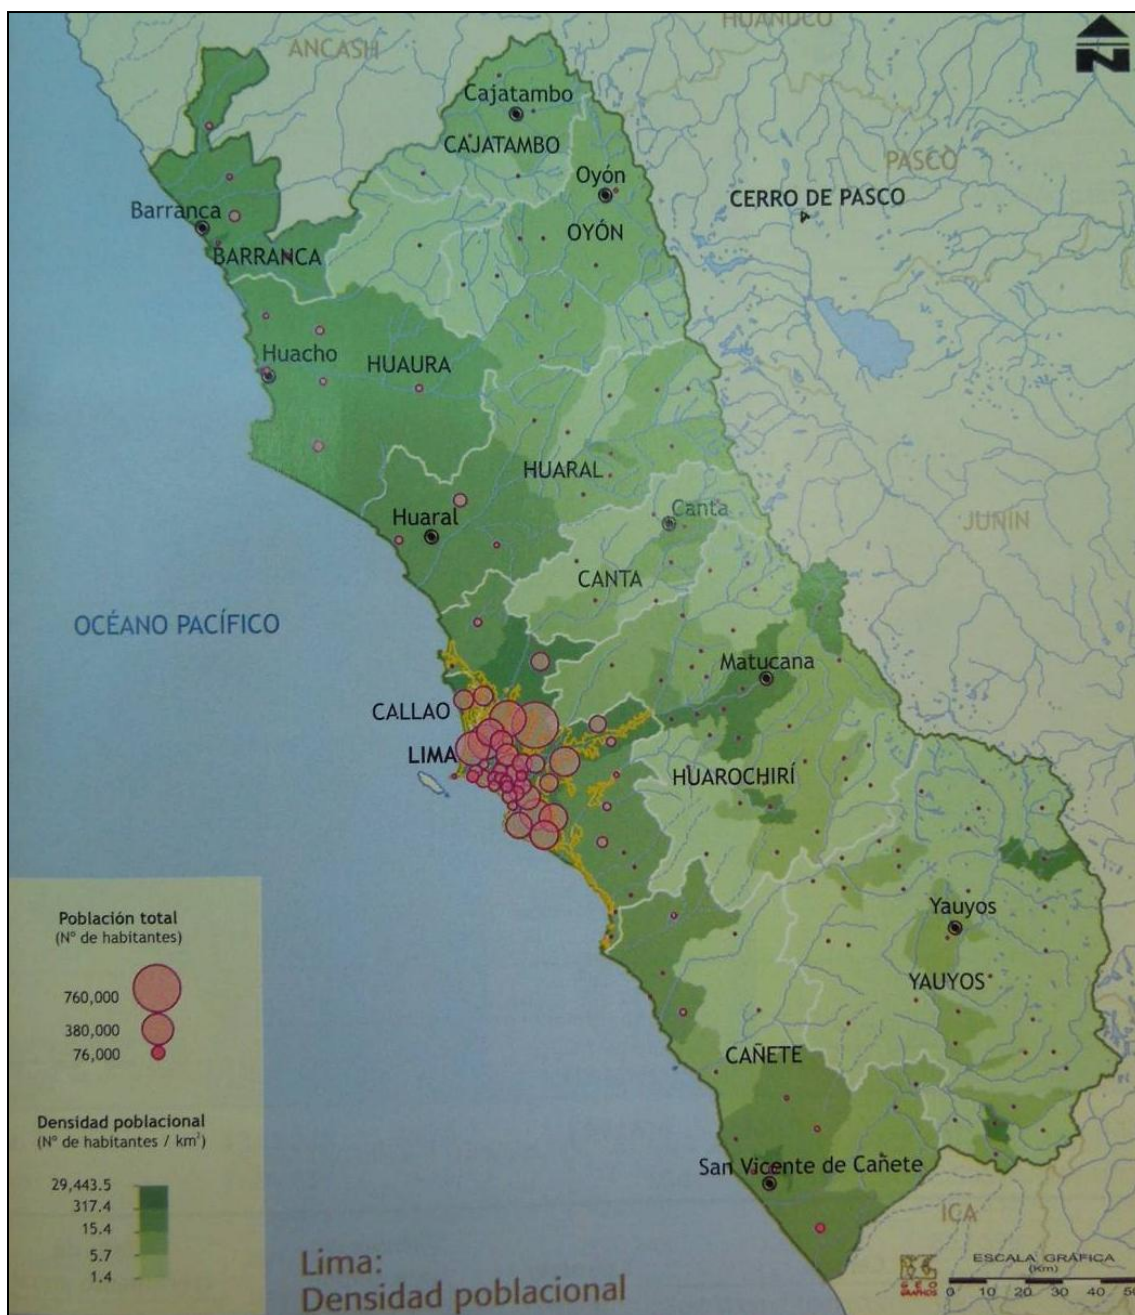 HUÁNUCO
ANCASH
N
Cajatambo
CAJATAMBO
PASCO
Oyón
CERRO DE PASCO
Barranca
OYÓN
BARRANCA
Huacho
HUAURA
HUARAL
Canta
Huaral
JUNÍN
CANTA
OCÉANO PACÍFICO
Matucana
CALLAO
LIMA
HUAROCHIRÍ
Yauyos
YAUYOS
CAÑETE
San Vicente de Cañete
ICA
Población total
(N° de habitantes)
760,000
380,000
76,000
Densidad poblacional
(N° de habitantes / km²)
29,443.5
317.4
15.4
5.7
1.4
Lima:
Densidad poblacional
GEO
GRAPHOS
ESCALA GRÁFICA
(Km)
0 10 20 30 40 50